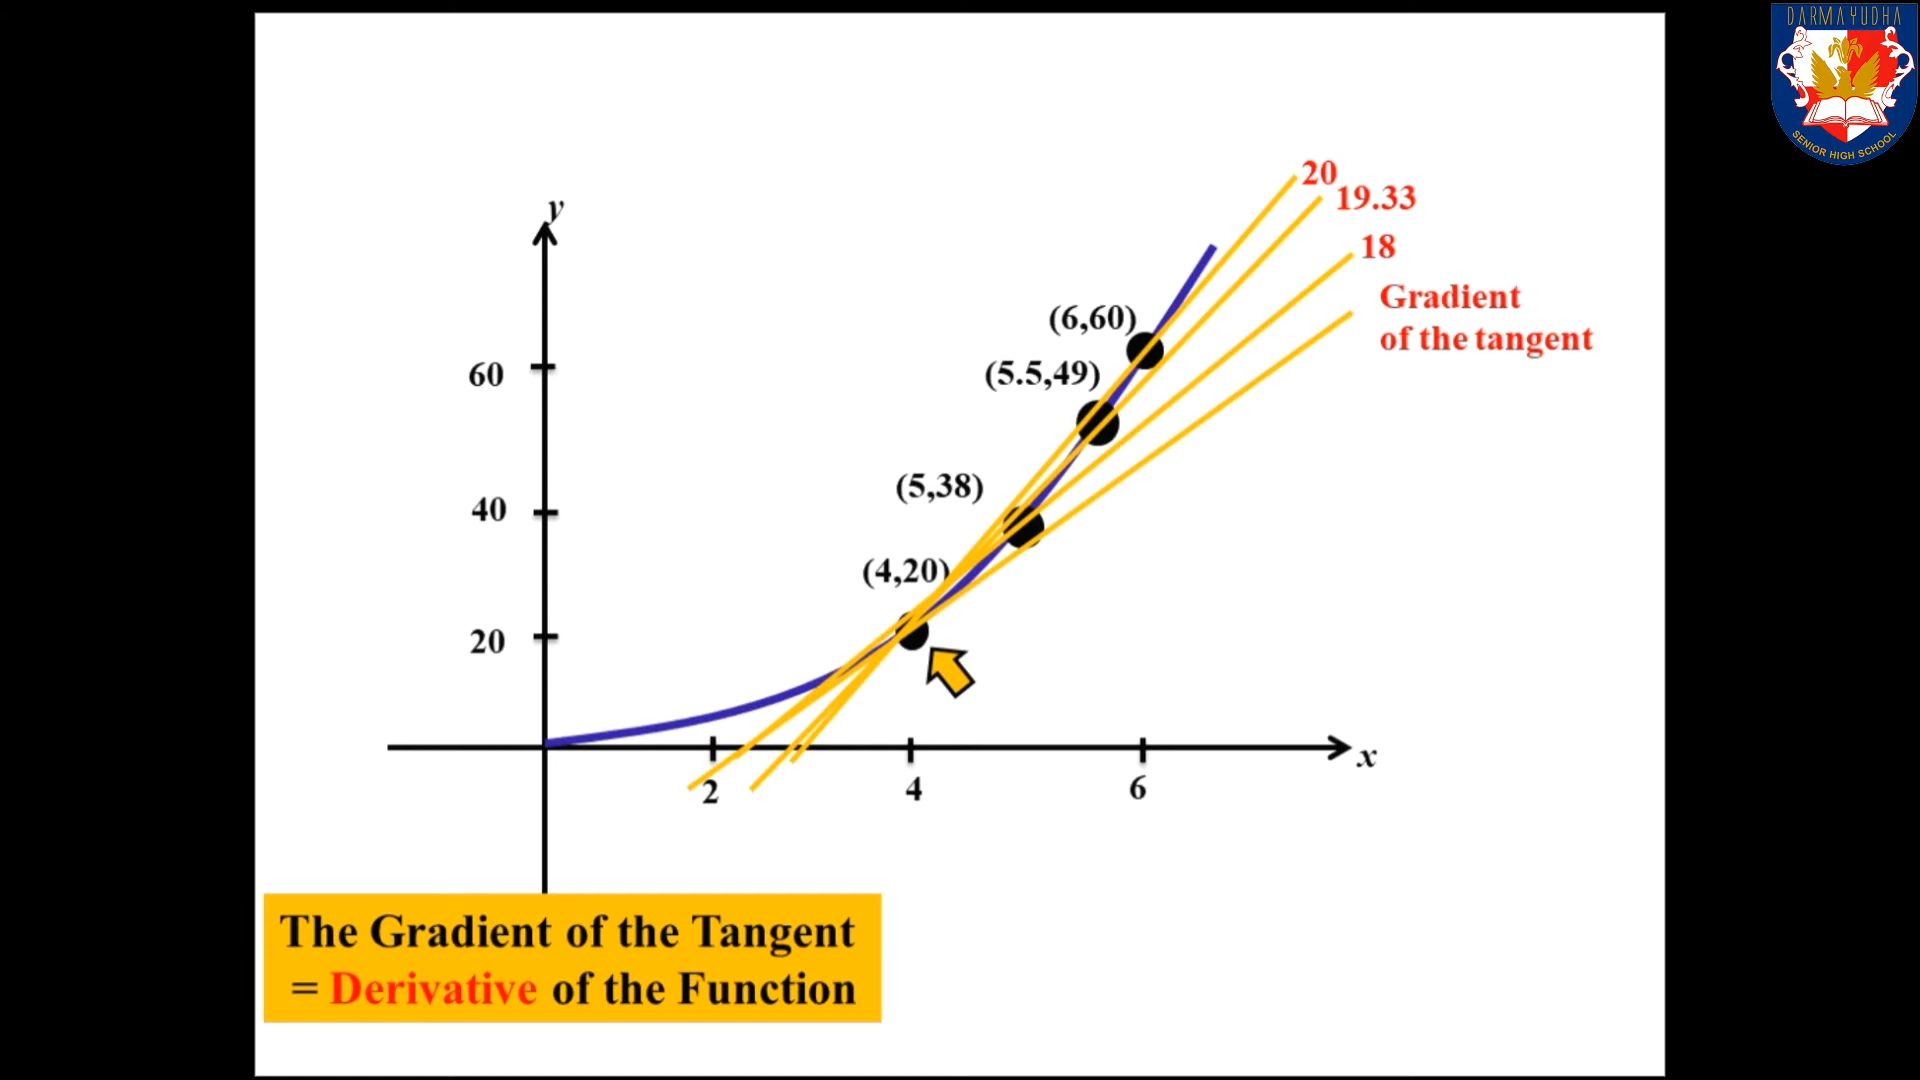 DARMA YUDHA
SENIOR HIGH SCHOOL
20
19.33
18
Gradient
of the tangent
y
(6,60)
(5.5,49)
60
(5,38)
40
(4,20)
20
x
2
4
6
The Gradient of the Tangent
= Derivative of the Function